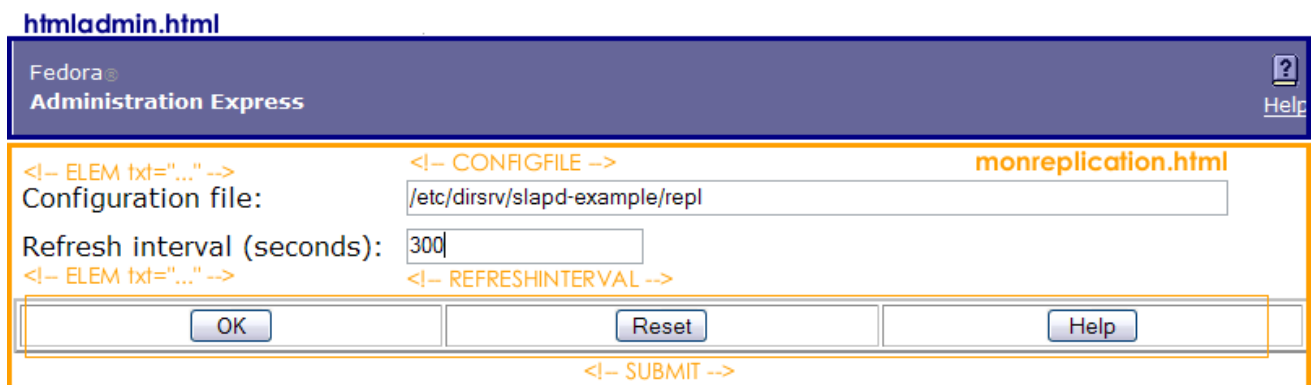 htmladmin.html
Fedora®
Administration Express
?
Help
<!– ELEM txt="..." –>
<!– CONFIGFILE –>
monreplication.html
Configuration file:
/etc/dirsrv/slapd-example/repl
Refresh interval (seconds):
300
<!– ELEM txt="..." –>
<!– REFRESHINTERVAL –>
OK
Reset
Help
<!– SUBMIT –>